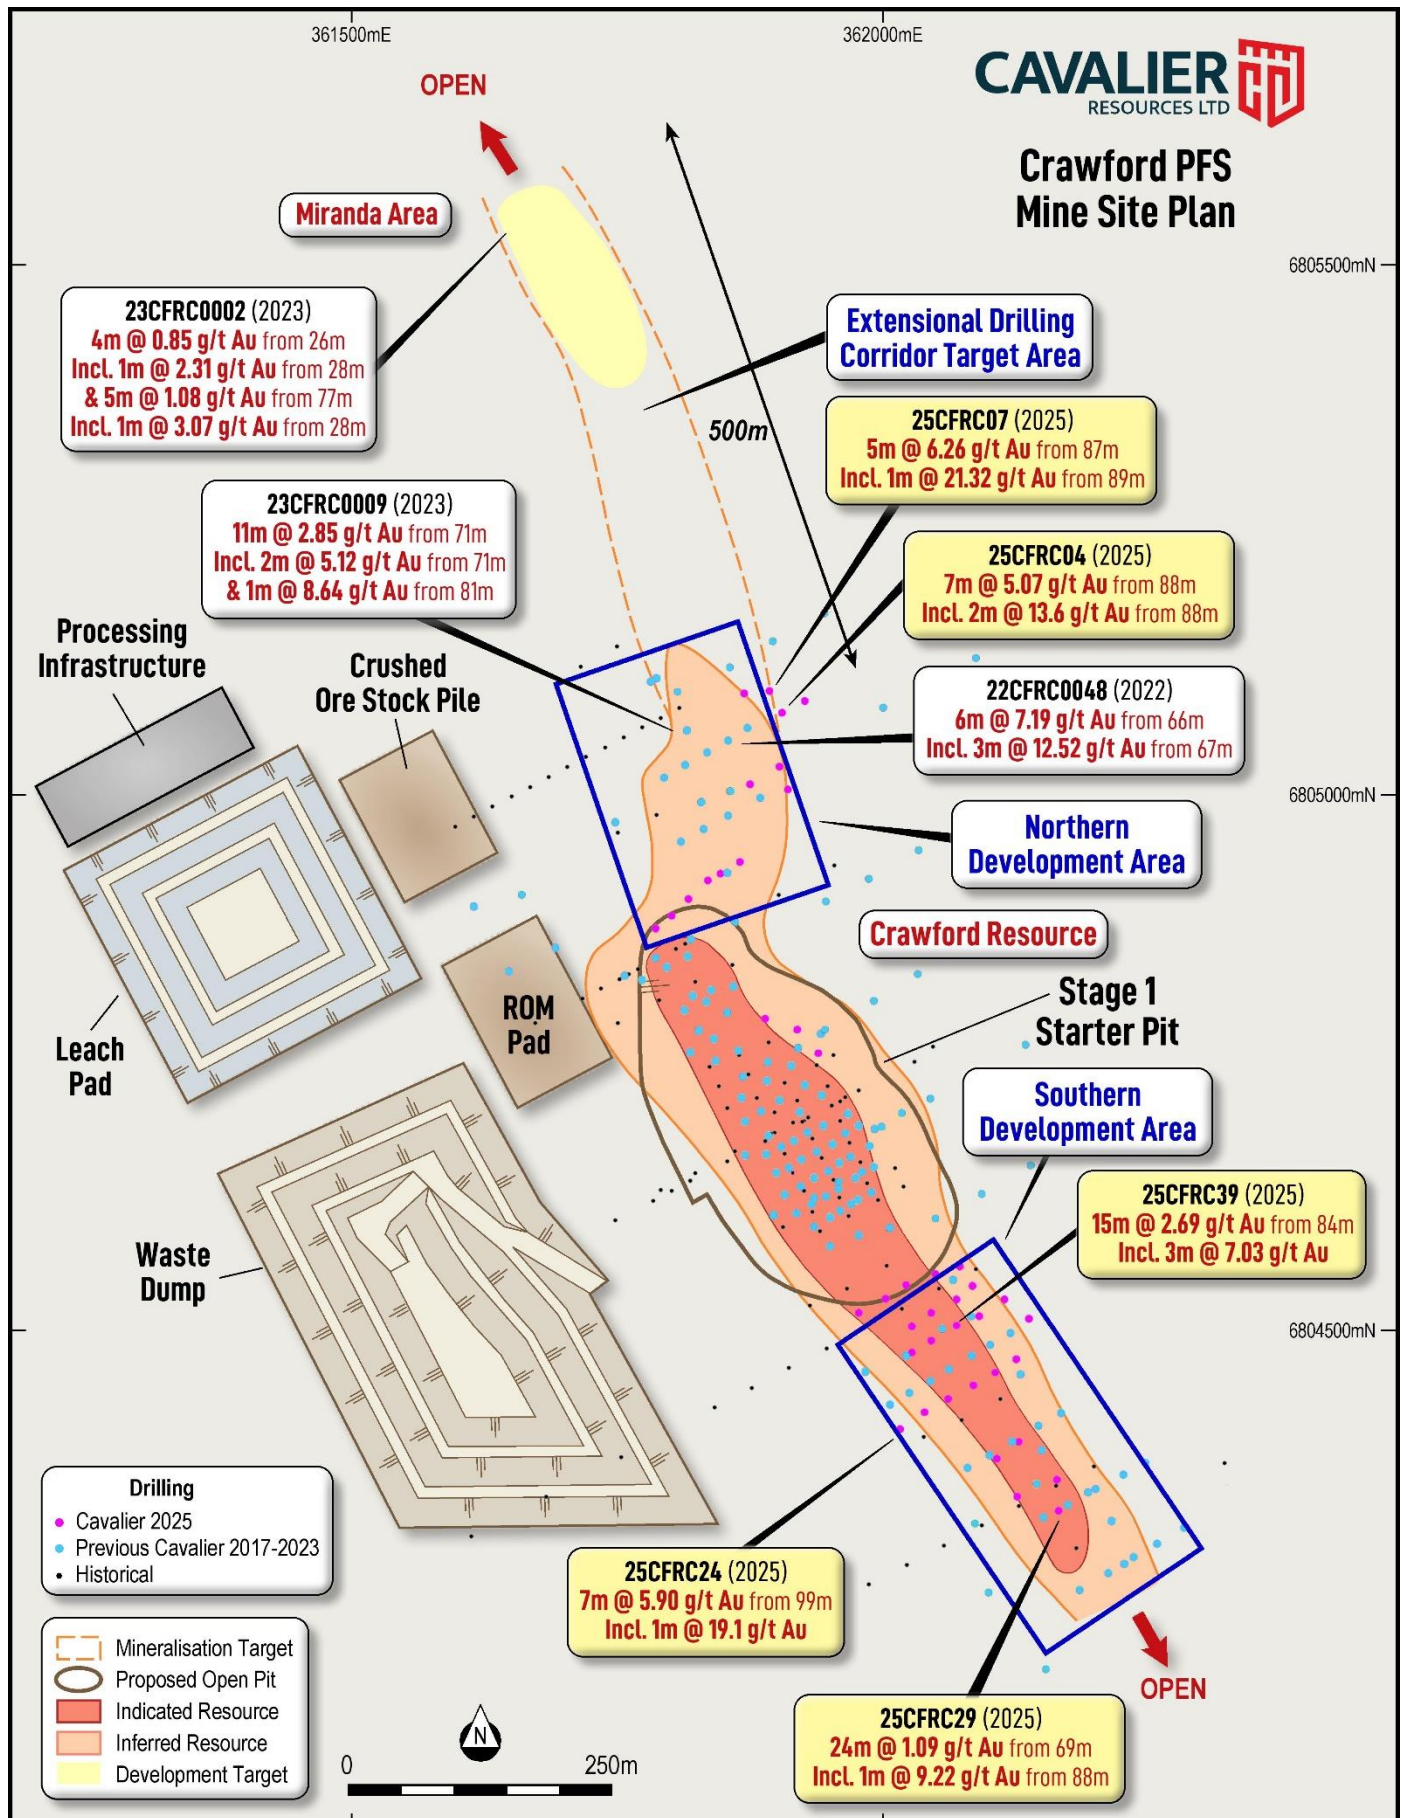 361500mE
362000mE
CAVALIER
RESOURCES LTD
Crawford PFS
Mine Site Plan
OPEN
Miranda Area
6805500mN
23CFRC0002 (2023)
4m @ 0.85 g/t Au from 26m
Incl. 1m @ 2.31 g/t Au from 28m
& 5m @ 1.08 g/t Au from 77m
Incl. 1m @ 3.07 g/t Au from 28m
Extensional Drilling
Corridor Target Area
500m
25CFRC07 (2025)
5m @ 6.26 g/t Au from 87m
Incl. 1m @ 21.32 g/t Au from 89m
23CFRC0009 (2023)
11m @ 2.85 g/t Au from 71m
Incl. 2m @ 5.12 g/t Au from 71m
& 1m @ 8.64 g/t Au from 81m
25CFRC04 (2025)
7m @ 5.07 g/t Au from 88m
Incl. 2m @ 13.6 g/t Au from 88m
Processing
Infrastructure
Crushed
Ore Stock Pile
22CFRC0048 (2022)
6m @ 7.19 g/t Au from 66m
Incl. 3m @ 12.52 g/t Au from 67m
6805000mN
Northern
Development Area
Crawford Resource
Stage 1
Starter Pit
ROM
Pad
Leach
Pad
Southern
Development Area
25CFRC39 (2025)
15m @ 2.69 g/t Au from 84m
Incl. 3m @ 7.03 g/t Au
Waste
Dump
6804500mN
Drilling
Cavalier 2025
Previous Cavalier 2017-2023
Historical
25CFRC24 (2025)
7m @ 5.90 g/t Au from 99m
Incl. 1m @ 19.1 g/t Au
Mineralisation Target
Proposed Open Pit
Indicated Resource
Inferred Resource
Development Target
N
0
250m
OPEN
25CFRC29 (2025)
24m @ 1.09 g/t Au from 69m
Incl. 1m @ 9.22 g/t Au from 88m